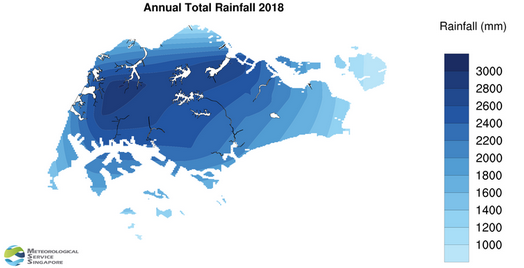 Annual Total Rainfall 2018
Rainfall (mm)
3000
2800
2600
2400
2200
2000
1800
1600
1400
1200
1000
METEOROLOGICAL
SERVICE
SINGAPORE